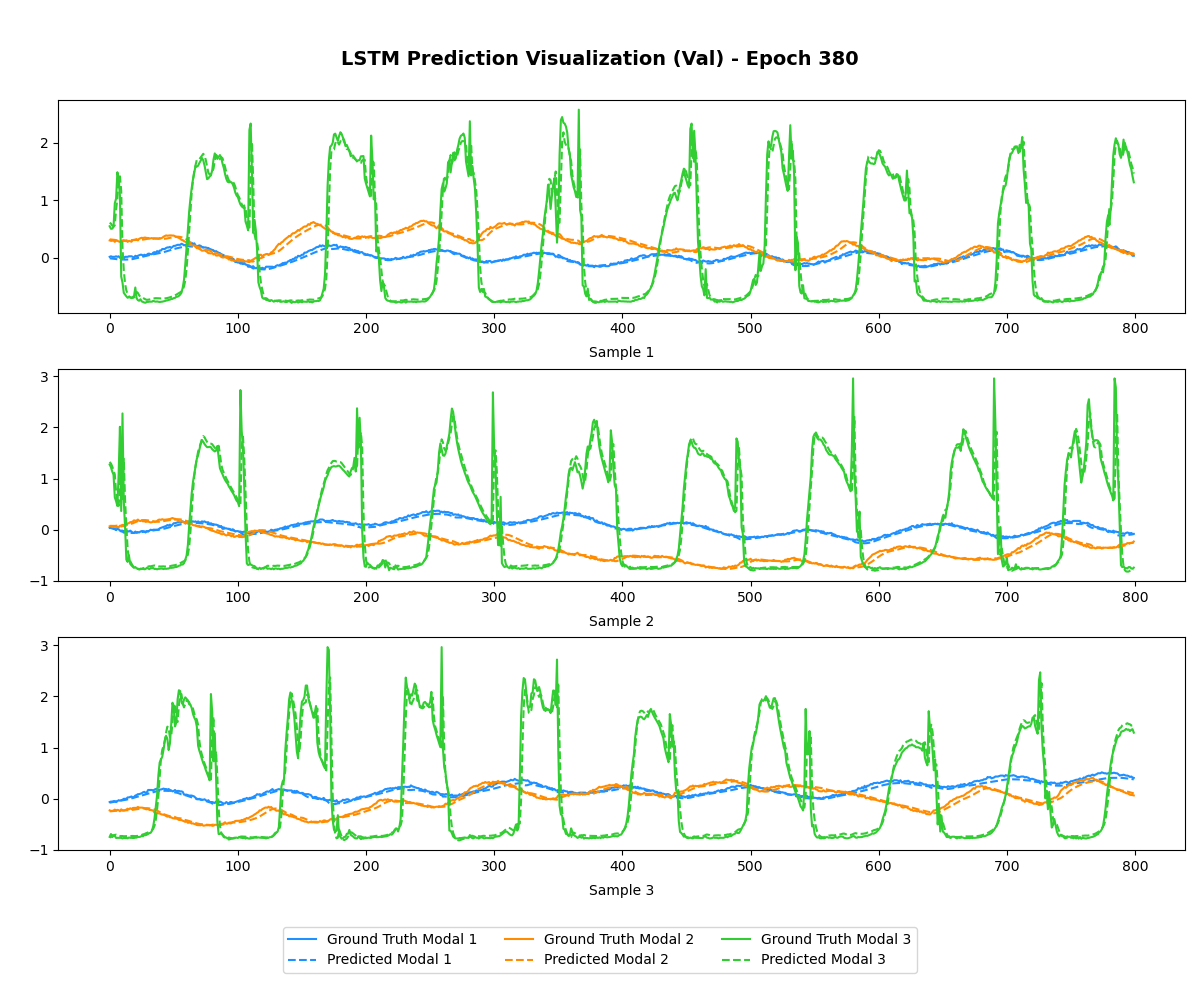 LSTM Prediction Visualization (Val) - Epoch 380
2
1
0
0 100 200 300 400 500 600 700 800
Sample 1
3
2
1
0
−1
0 100 200 300 400 500 600 700 800
Sample 2
3
2
1
0
−1
0 100 200 300 400 500 600 700 800
Sample 3
Ground Truth Modal 1 Ground Truth Modal 2 Ground Truth Modal 3
Predicted Modal 1 Predicted Modal 2 Predicted Modal 3